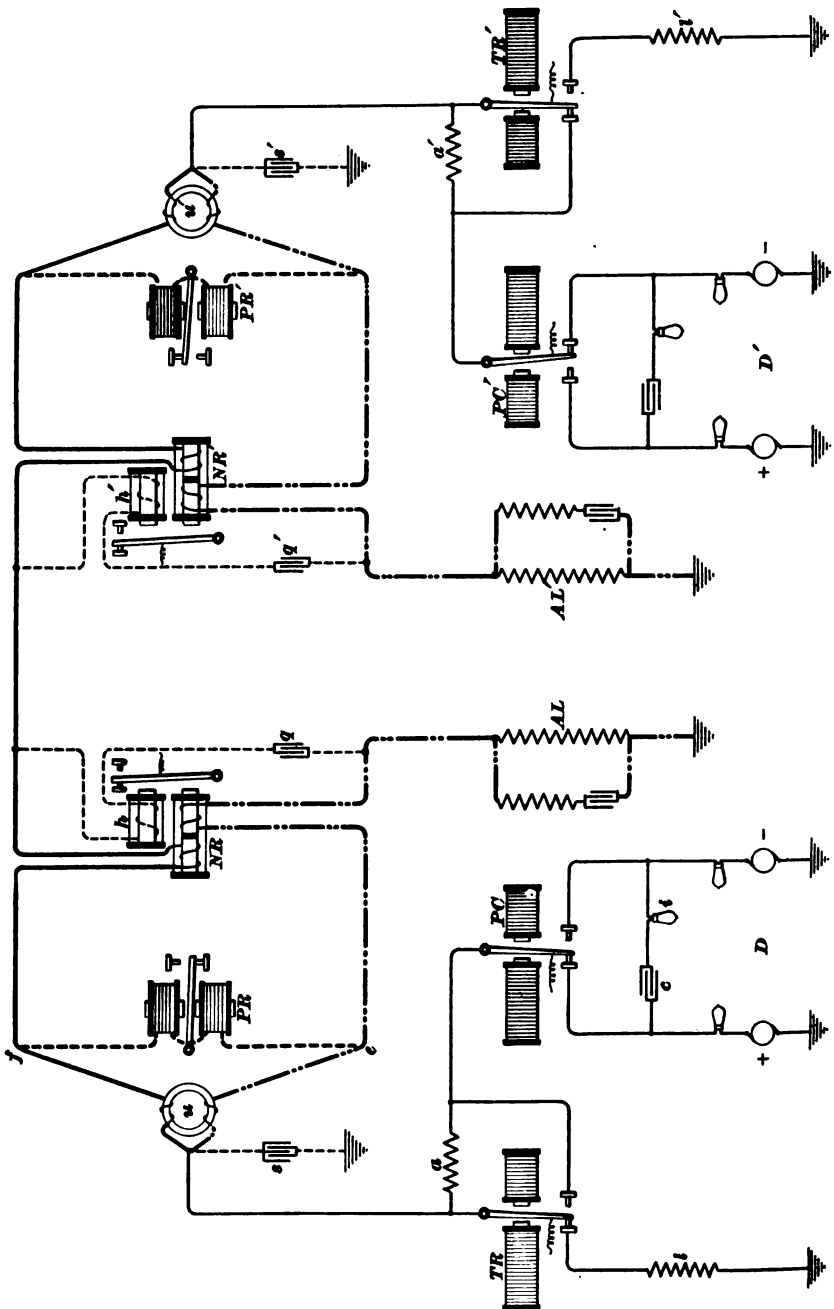 TR′
a′
s′
u
PR′
PC′
D′
−
+
NR′
h′
q′
AL′
q
h
NR
AL
PC
PR
f
e
D
c
−
+
u
s
a
TR